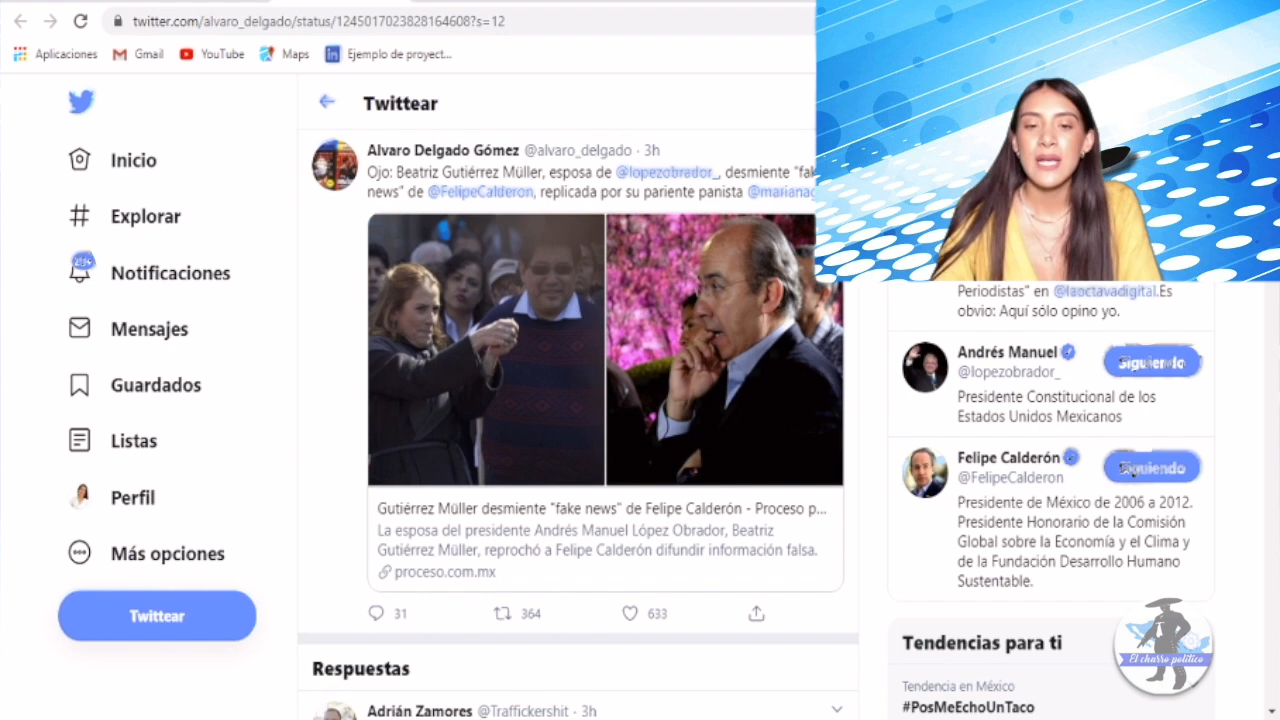 twitter.com/alvaro_delgado/status/1245017023828164608?s=12
Aplicaciones
Gmail
YouTube
Maps
Ejemplo de proyect...
Inicio
Explorar
Notificaciones
Mensajes
Guardados
Listas
Perfil
Más opciones
Twittear
Twittear
Alvaro Delgado Gómez @alvaro_delgado · 3h
Ojo: Beatriz Gutiérrez Müller, esposa de @lopezobrador_, desmiente "fak
news" de @FelipeCalderon, replicada por su pariente panista @mariana
Gutiérrez Müller desmiente "fake news" de Felipe Calderón - Proceso p...
La esposa del presidente Andrés Manuel López Obrador, Beatriz
Gutiérrez Müller, reprochó a Felipe Calderón difundir información falsa.
proceso.com.mx
31
364
633
Respuestas
Adrián Zamores @Traffickershit · 3h
Periodistas" en @laoctavadigital.Es
obvio: Aquí sólo opino yo.
Andrés Manuel
@lopezobrador_
Siguiendo
Presidente Constitucional de los
Estados Unidos Mexicanos
Felipe Calderón
@FelipeCalderon
Siguiendo
Presidente de México de 2006 a 2012.
Presidente Honorario de la Comisión
Global sobre la Economía y el Clima y
de la Fundación Desarrollo Humano
Sustentable.
Tendencias para ti
Tendencia en México
#PosMeEchoUnTaco
El charro político